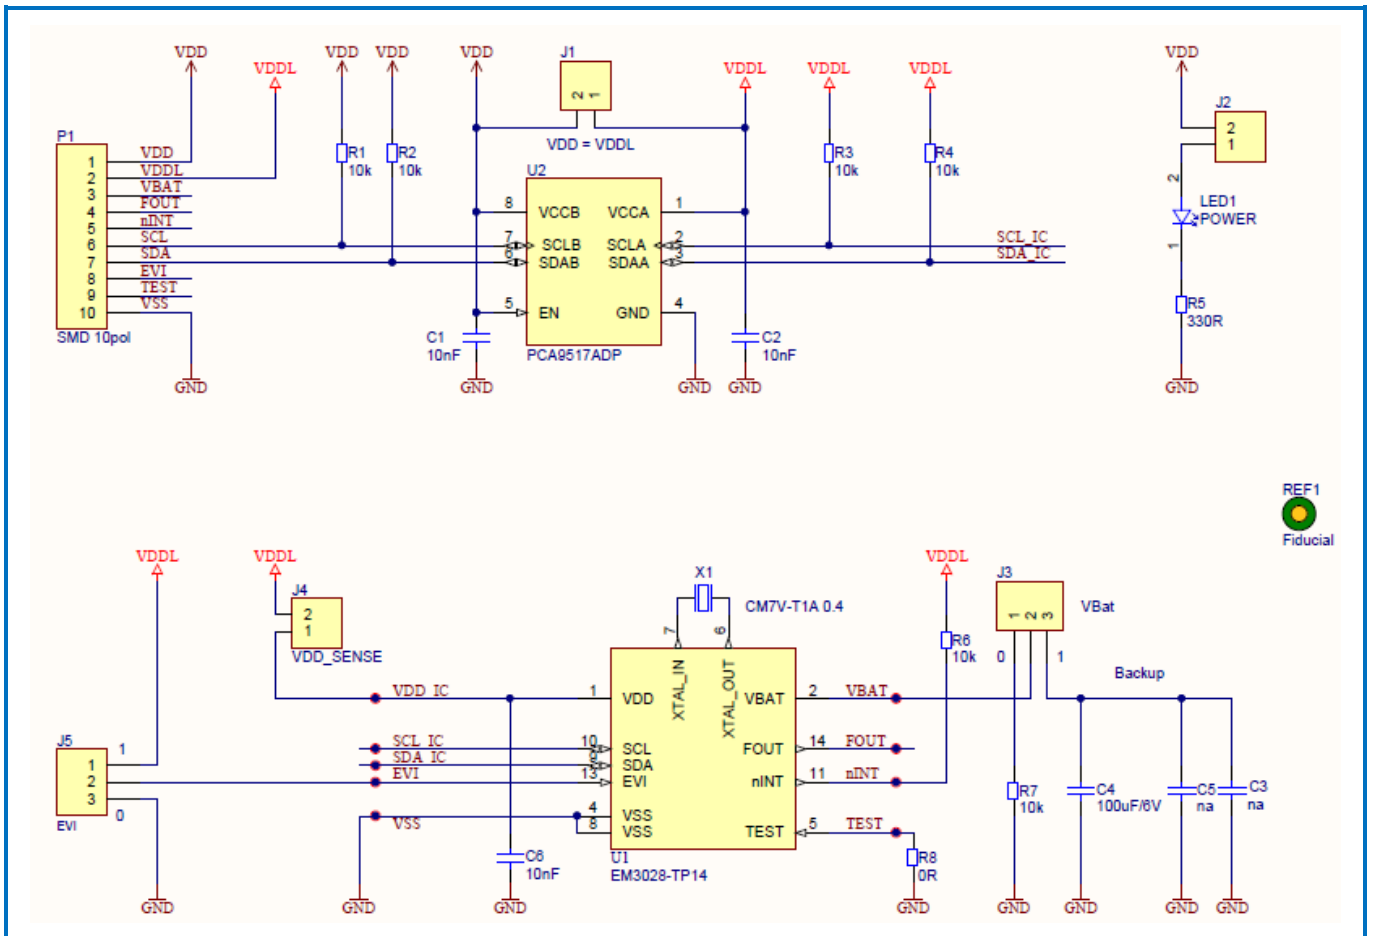 VDD
VDDL
P1
1
2
3
4
5
6
7
8
9
10
VDD
VDDL
VBAT
FOUT
nINT
SCL
SDA
EVI
TEST
VSS
SMD 10pol
GND
VDD
VDD
R1
10k
R2
10k
VDD
J1
2
1
VDD = VDDL
U2
8
VCCB
7
SCLB
6
SDAB
5
EN
VCCA
1
SCLA
2
SDAA
3
GND
4
PCA9517ADP
C1
10nF
GND
GND
VDDL
C2
10nF
GND
VDDL
R3
10k
VDDL
R4
10k
SCL_IC
SDA_IC
VDD
J2
2
1
2
LED1
POWER
1
R5
330R
GND
REF1
Fiducial
VDDL
J5
1
2
3
1
0
EVI
GND
VDDL
J4
2
1
VDD_SENSE
VDD_IC
SCL_IC
SDA_IC
EVI
VSS
GND
C6
10nF
GND
X1
CM7V-T1A 0.4
7
6
XTAL_IN
XTAL_OUT
1
VDD
10
SCL
9
SDA
13
EVI
4
VSS
8
VSS
VBAT
2
FOUT
14
nINT
11
TEST
5
U1
EM3028-TP14
VBAT
FOUT
nINT
TEST
VDDL
R6
10k
R8
0R
GND
J3
1
2
3
VBat
0
1
Backup
R7
10k
GND
C4
100uF/6V
GND
C5
na
GND
C3
na
GND